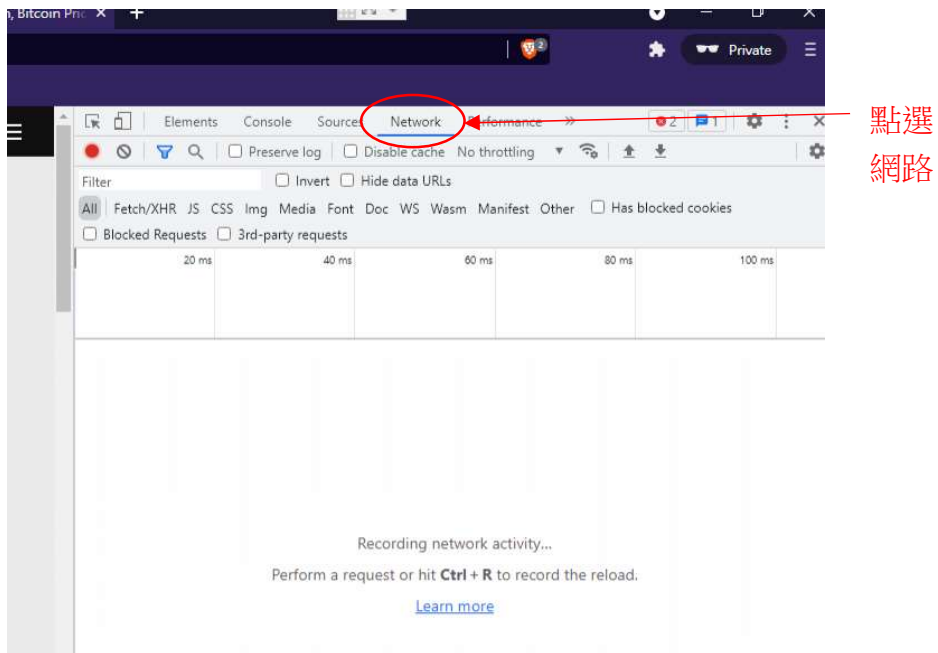 n, Bitcoin Pric
2
Private
點選
網路
Elements Console Sources Network Performance 2 1
Preserve log Disable cache No throttling
Filter Invert Hide data URLs
All Fetch/XHR JS CSS Img Media Font Doc WS Wasm Manifest Other Has blocked cookies
Blocked Requests 3rd-party requests
20 ms 40 ms 60 ms 80 ms 100 ms
Recording network activity...
Perform a request or hit Ctrl + R to record the reload.
Learn more